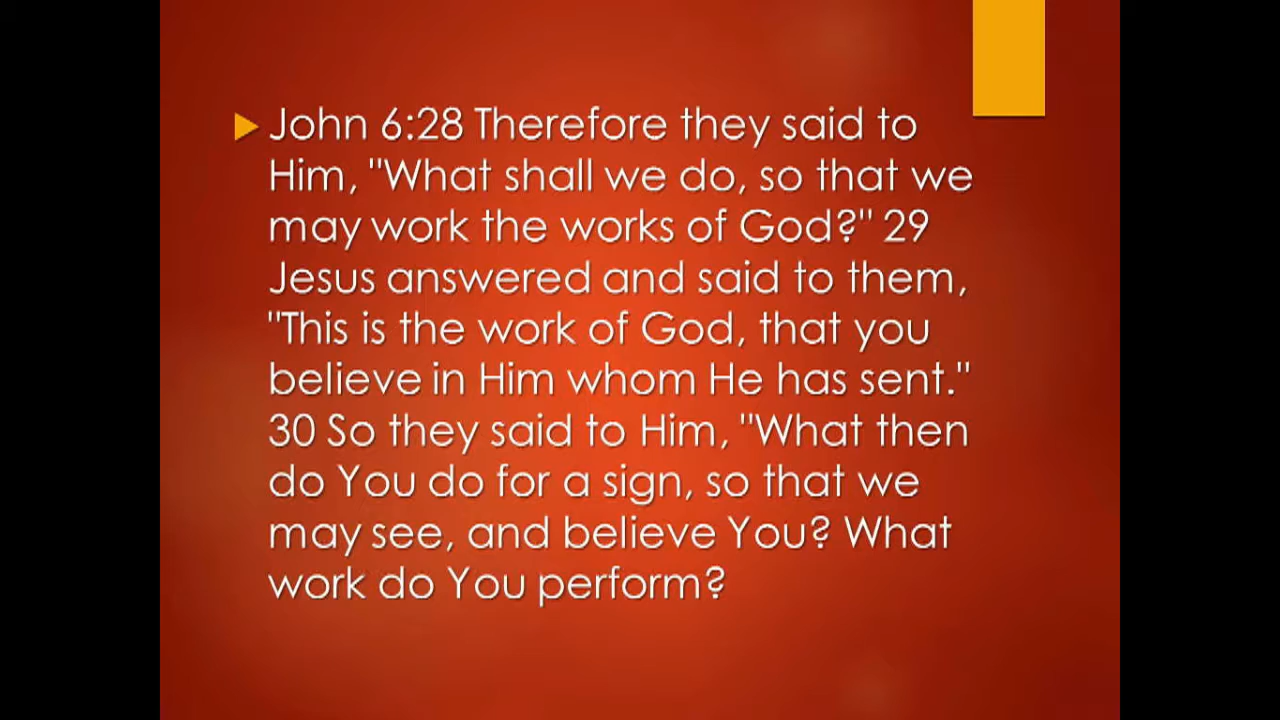 John 6:28 Therefore they said to
Him, "What shall we do, so that we
may work the works of God?" 29
Jesus answered and said to them,
"This is the work of God, that you
believe in Him whom He has sent."
30 So they said to Him, "What then
do You do for a sign, so that we
may see, and believe You? What
work do You perform?